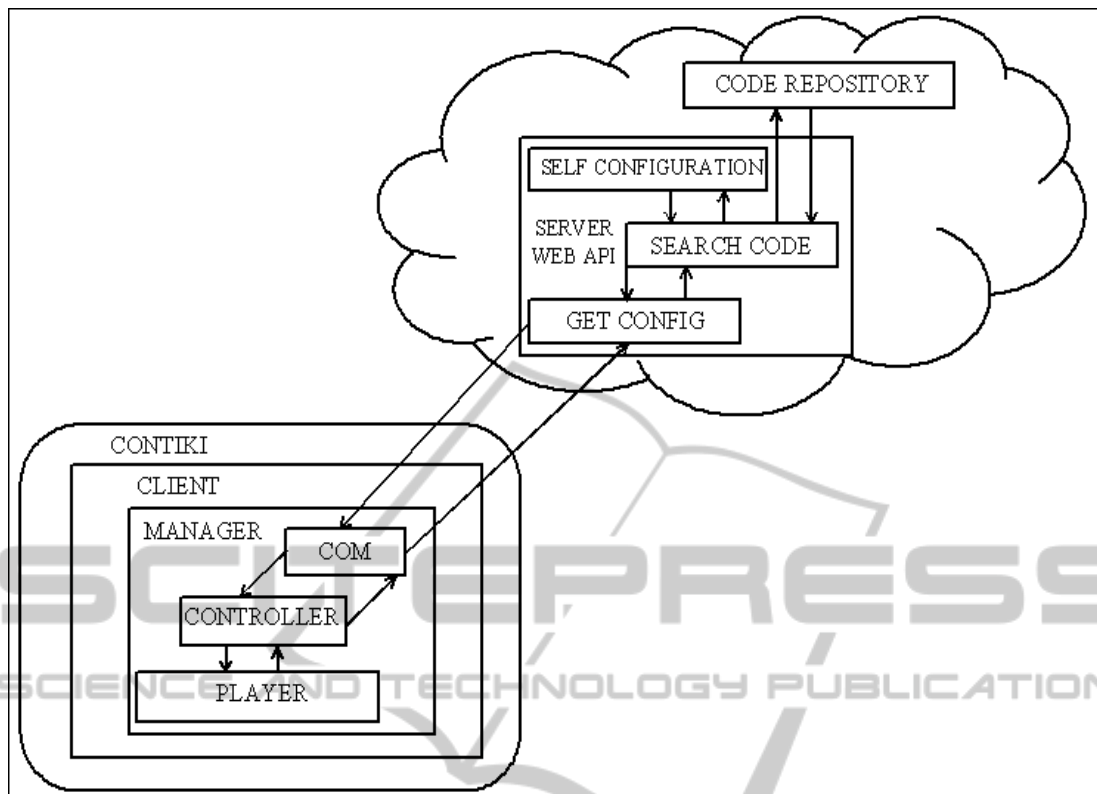 CODE REPOSITORY
SELF CONFIGURATION
SERVER
WEB API
SEARCH CODE
GET CONFIG
CONTIKI
CLIENT
MANAGER
COM
CONTROLLER
PLAYER
SCITEPRESS
SCIENCE AND TECHNOLOGY PUBLICATION